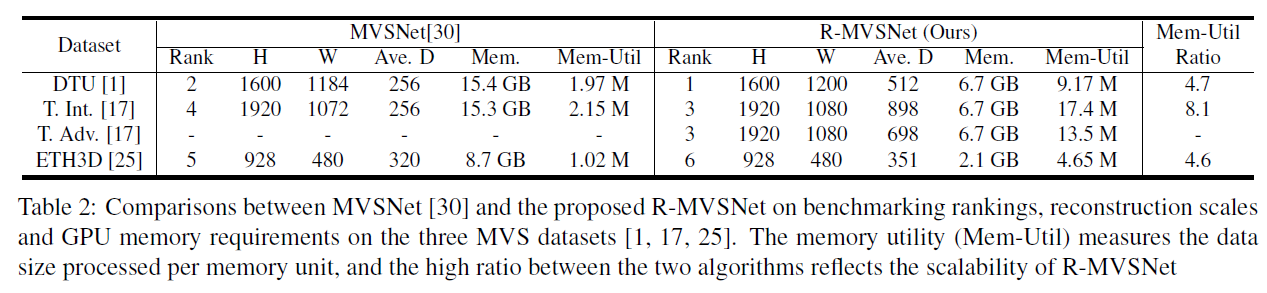 Dataset MVSNet[30] R-MVSNet (Ours) Mem-Util
Rank H W Ave. D Mem. Mem-Util Rank H W Ave. D Mem. Mem-Util Ratio
DTU [1] 2 1600 1184 256 15.4 GB 1.97 M 1 1600 1200 512 6.7 GB 9.17 M 4.7
T. Int. [17] 4 1920 1072 256 15.3 GB 2.15 M 3 1920 1080 898 6.7 GB 17.4 M 8.1
T. Adv. [17] - - - - - - 3 1920 1080 698 6.7 GB 13.5 M -
ETH3D [25] 5 928 480 320 8.7 GB 1.02 M 6 928 480 351 2.1 GB 4.65 M 4.6
Table 2: Comparisons between MVSNet [30] and the proposed R-MVSNet on benchmarking rankings, reconstruction scales
and GPU memory requirements on the three MVS datasets [1, 17, 25]. The memory utility (Mem-Util) measures the data
size processed per memory unit, and the high ratio between the two algorithms reflects the scalability of R-MVSNet